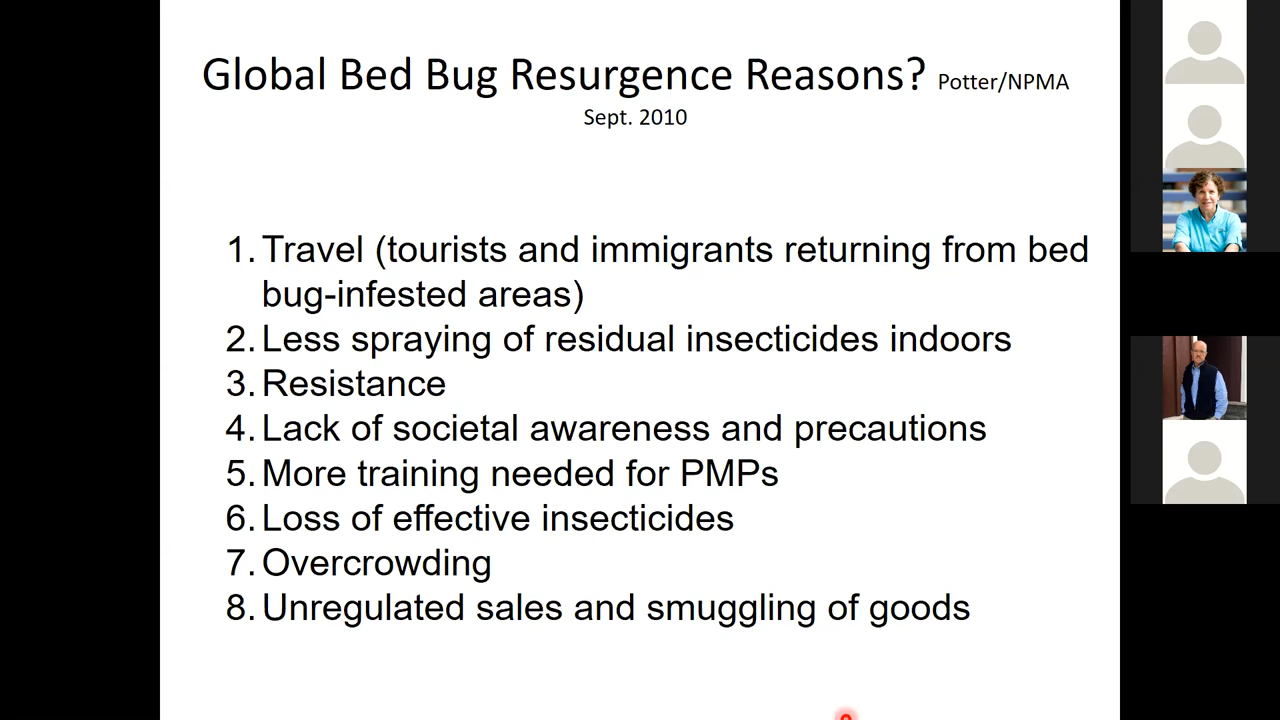 Global Bed Bug Resurgence Reasons? Potter/NPMA
Sept. 2010
1. Travel (tourists and immigrants returning from bed
bug-infested areas)
2. Less spraying of residual insecticides indoors
3. Resistance
4. Lack of societal awareness and precautions
5. More training needed for PMPs
6. Loss of effective insecticides
7. Overcrowding
8. Unregulated sales and smuggling of goods